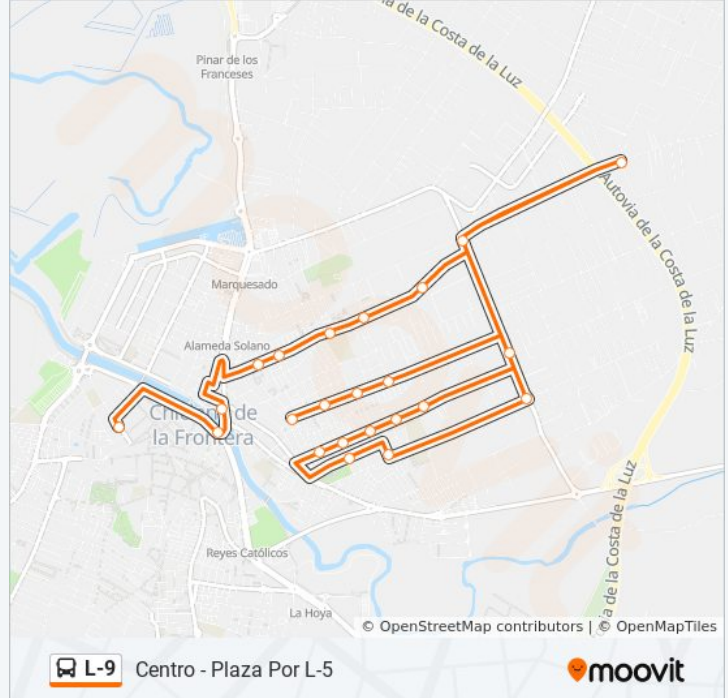 a de la Costa de la Luz
Pinar de los
Franceses
Autovía de la Costa de la Luz
Marquesado
Alameda Solano
Chiclana de
la Frontera
Reyes Católicos
a de la Costa de la Luz
La Hoya
© OpenStreetMap contributors | © OpenMapTiles
L-9 Centro - Plaza Por L-5
moovit